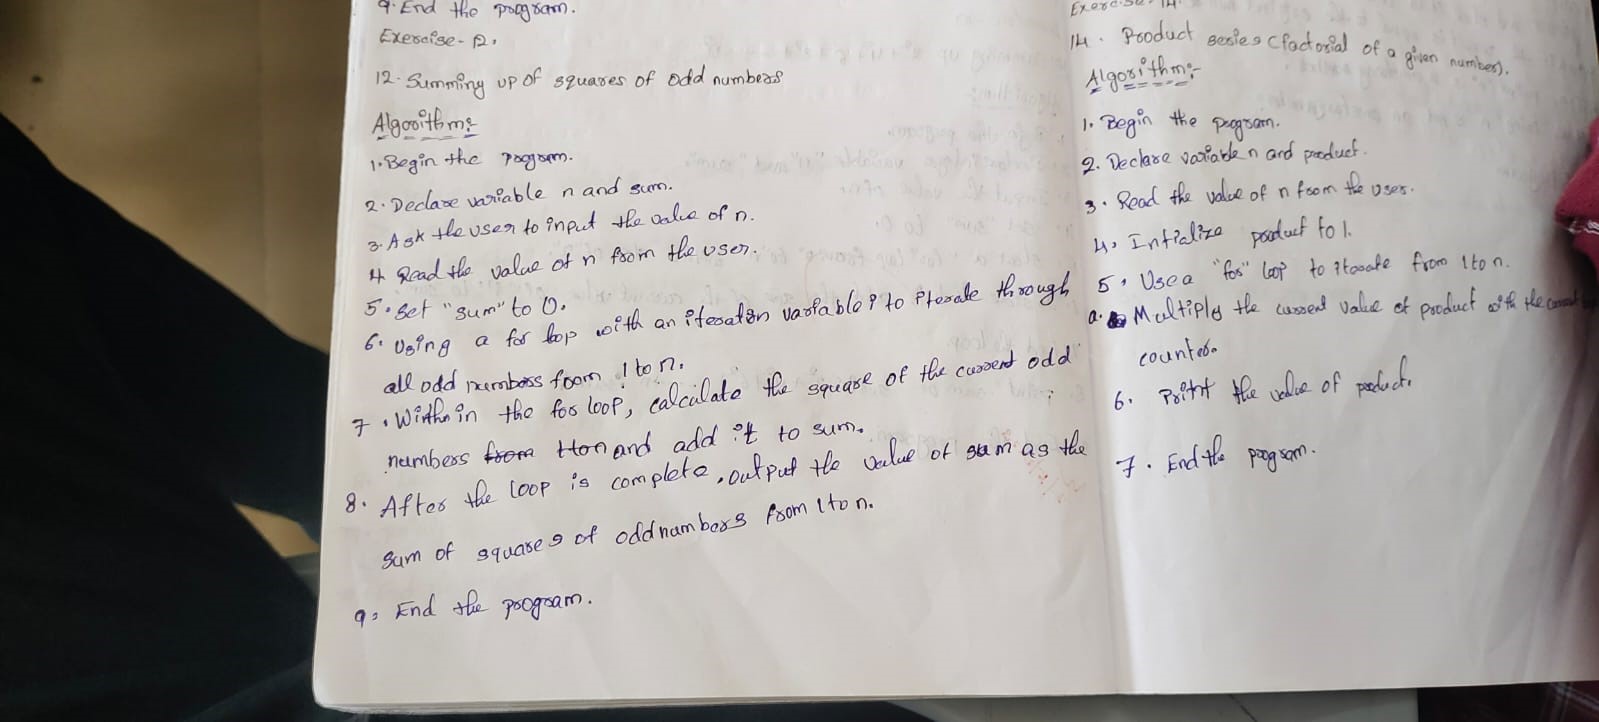 9. End the program.
Exercise - 12.
12. Summing up of squares of odd numbers
Algorithm:
1. Begin the program.
2. Declare variable n and sum.
3. Ask the user to input the value of n.
4 Read the value of n from the user.
5. Set "sum" to 0.
6. Using a for loop with an iteration variable i to iterate through
all odd numbers from 1 to n.
7. Within in the for loop, calculate the square of the current odd
numbers from 1 to n and add it to sum.
8. After the loop is complete, output the value of sum as the
sum of squares of odd numbers from 1 to n.
9. End the program.
Exercise - 14.
14. Product series (factorial of a given number).
Algorithm:-
1. Begin the program.
2. Declare variable n and product.
3. Read the value of n from the user.
4. Intialize product to 1.
5. Use a "for" loop to iterate from 1 to n.
a. Multiply the current value of product with the current
counter.
6. Print the value of product.
7. End the program.